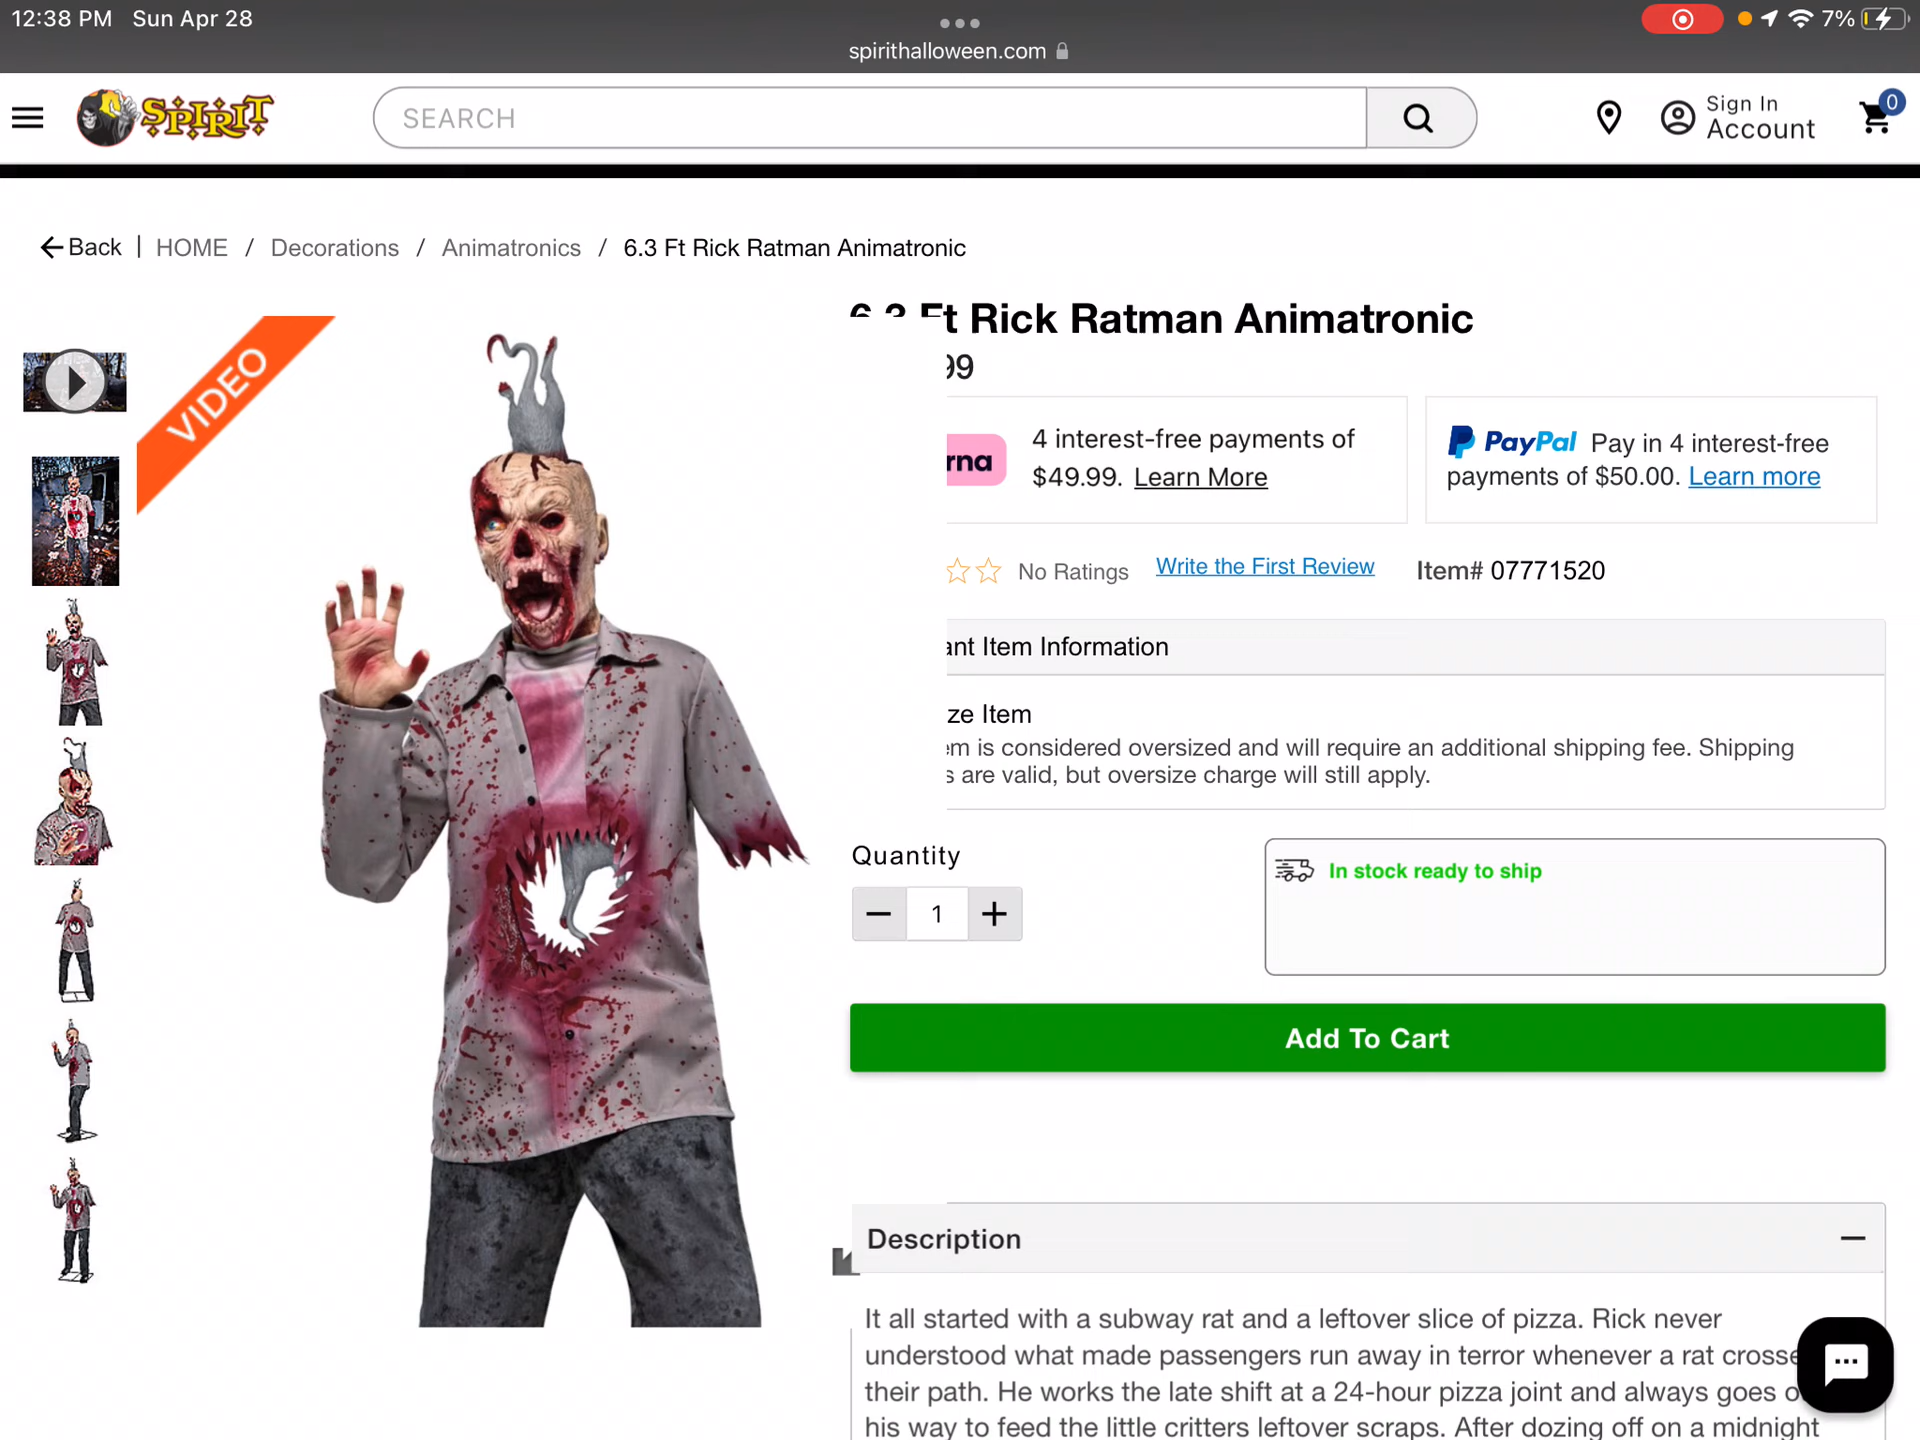 12:38 PM Sun Apr 28
7%
spirithalloween.com
SPIRIT
SEARCH
Sign In
Account
0
Back | HOME / Decorations / Animatronics / 6.3 Ft Rick Ratman Animatronic
VIDEO
Ft Rick Ratman Animatronic
99
rna
4 interest-free payments of
$49.99. Learn More
PayPal Pay in 4 interest-free
payments of $50.00. Learn more
No Ratings
Write the First Review
Item# 07771520
ant Item Information
ze Item
em is considered oversized and will require an additional shipping fee. Shipping
s are valid, but oversize charge will still apply.
Quantity
1
In stock ready to ship
Add To Cart
Description
It all started with a subway rat and a leftover slice of pizza. Rick never
understood what made passengers run away in terror whenever a rat crosse
their path. He works the late shift at a 24-hour pizza joint and always goes o
his way to feed the little critters leftover scraps. After dozing off on a midnight